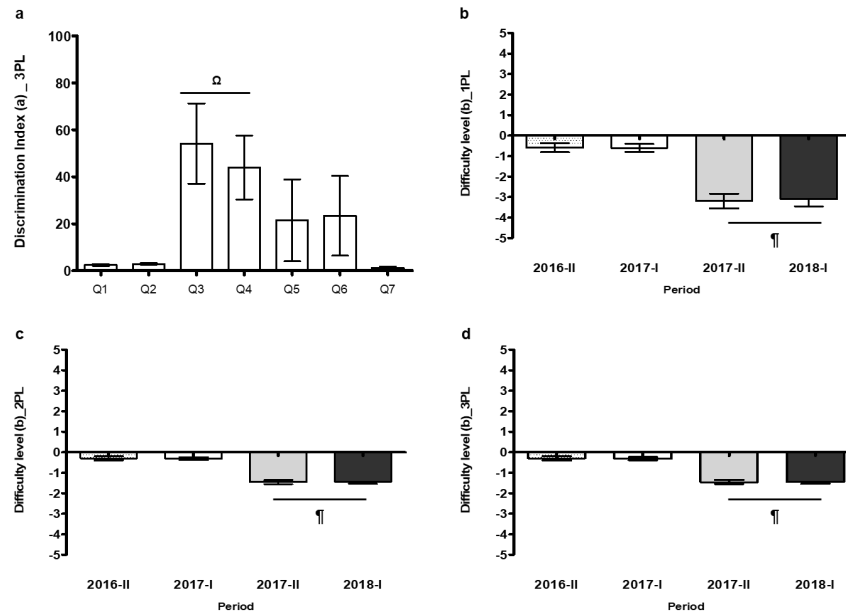 a
Discrimination Index (a) _ 3PL
100
80
60
40
20
0
Ω
Q1 Q2 Q3 Q4 Q5 Q6 Q7
b
Difficulty level (b)_1PL
5
4
3
2
1
0
-1
-2
-3
-4
-5
¶
2016-II 2017-I 2017-II 2018-I
Period
c
Difficulty level (b)_2PL
5
4
3
2
1
0
-1
-2
-3
-4
-5
¶
2016-II 2017-I 2017-II 2018-I
Period
d
Difficulty level (b)_3PL
5
4
3
2
1
0
-1
-2
-3
-4
-5
¶
2016-II 2017-I 2017-II 2018-I
Period